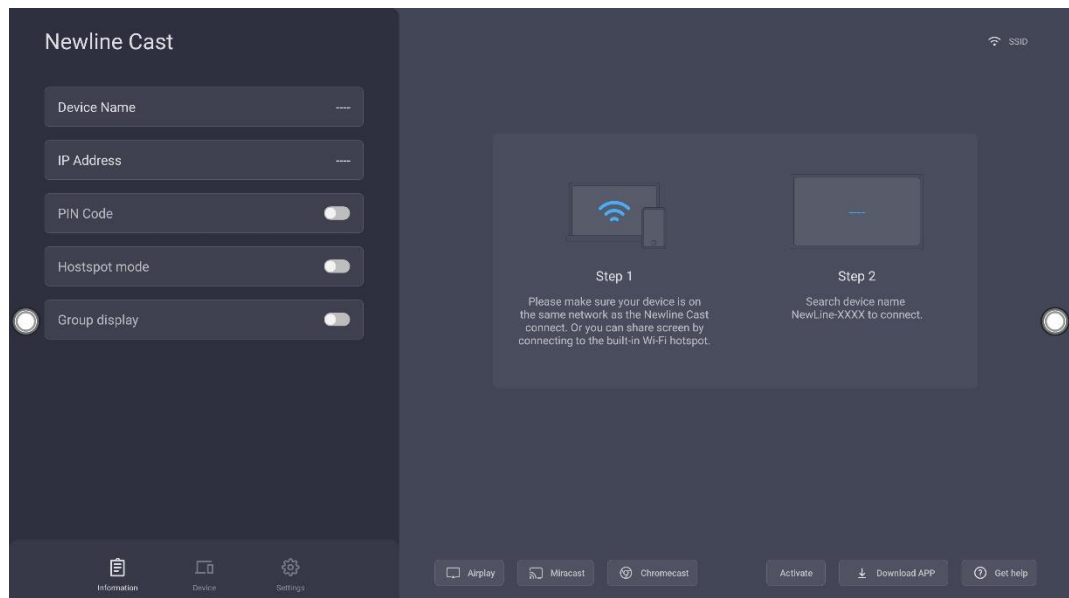 Newline Cast
SSID
Device Name ----
IP Address ----
PIN Code
Hostspot mode
Group display
----
Step 1
Please make sure your device is on
the same network as the Newline Cast
connect. Or you can share screen by
connecting to the built-in Wi-Fi hotspot.
Step 2
Search device name
NewLine-XXXX to connect.
Information Device Settings
Airplay Miracast Chromecast Activate Download APP Get help